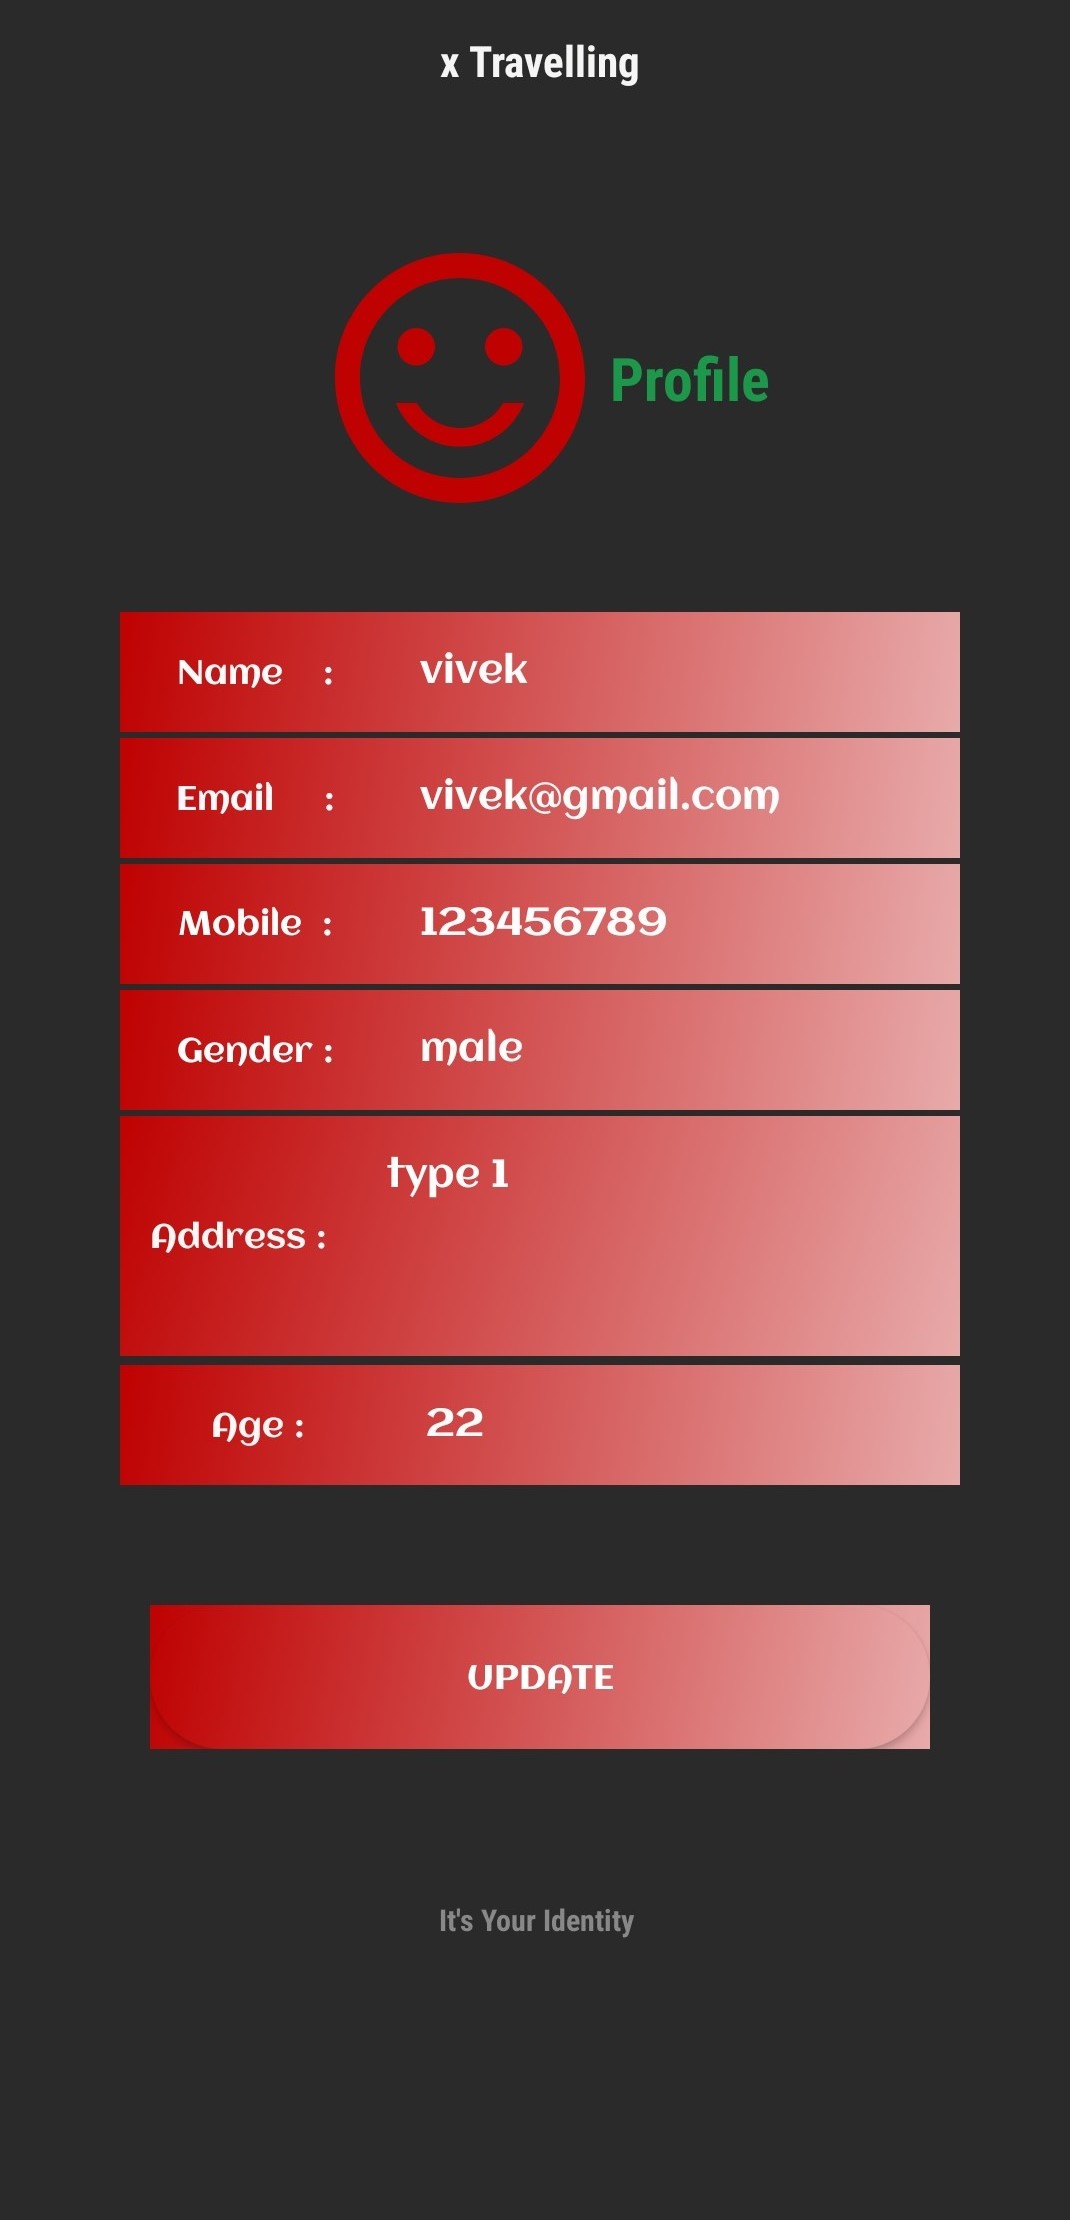 x Travelling
Profile
Name : vivek
Email : vivek@gmail.com
Mobile : 123456789
Gender : male
type 1
Address :
Age : 22
UPDATE
It's Your Identity